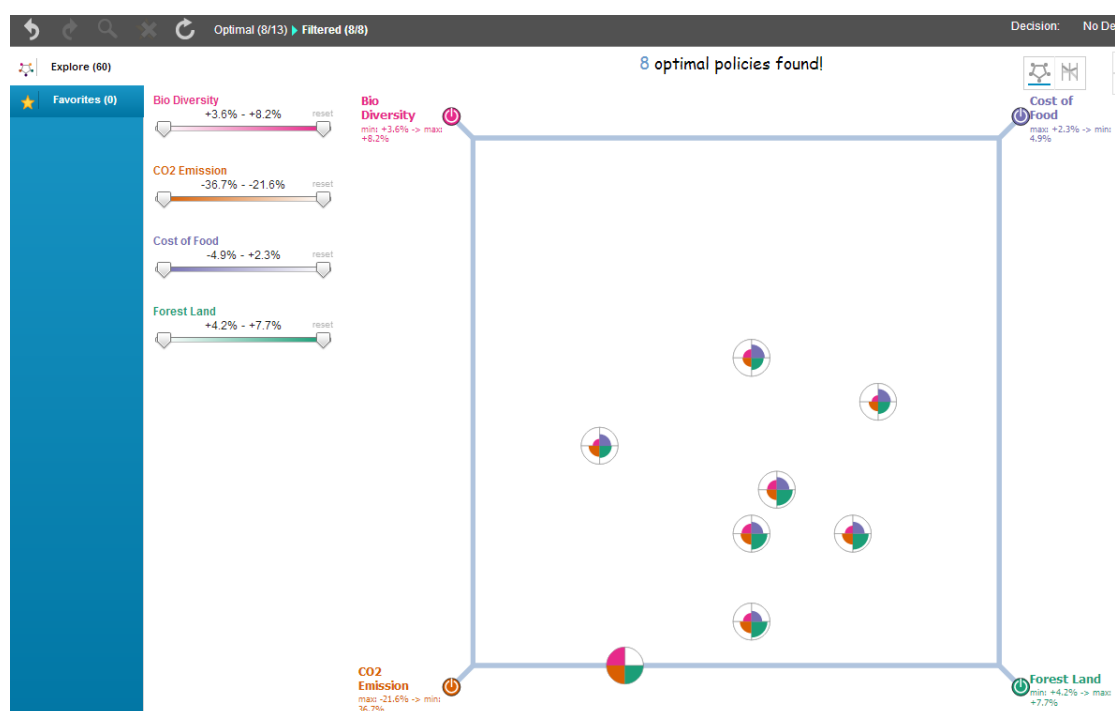 Optimal (8/13) Filtered (8/8)
Decision: No De
Explore (60)
8 optimal policies found!
Favorites (0)
Bio Diversity
+3.6% - +8.2% reset
CO2 Emission
-36.7% - -21.6% reset
Cost of Food
-4.9% - +2.3% reset
Forest Land
+4.2% - +7.7% reset
Bio
Diversity
min: +3.6% -> max:
+8.2%
Cost of
Food
max: +2.3% -> min:
4.9%
CO2
Emission
max: -21.6% -> min:
36.7%
Forest Land
min: +4.2% -> max:
+7.7%